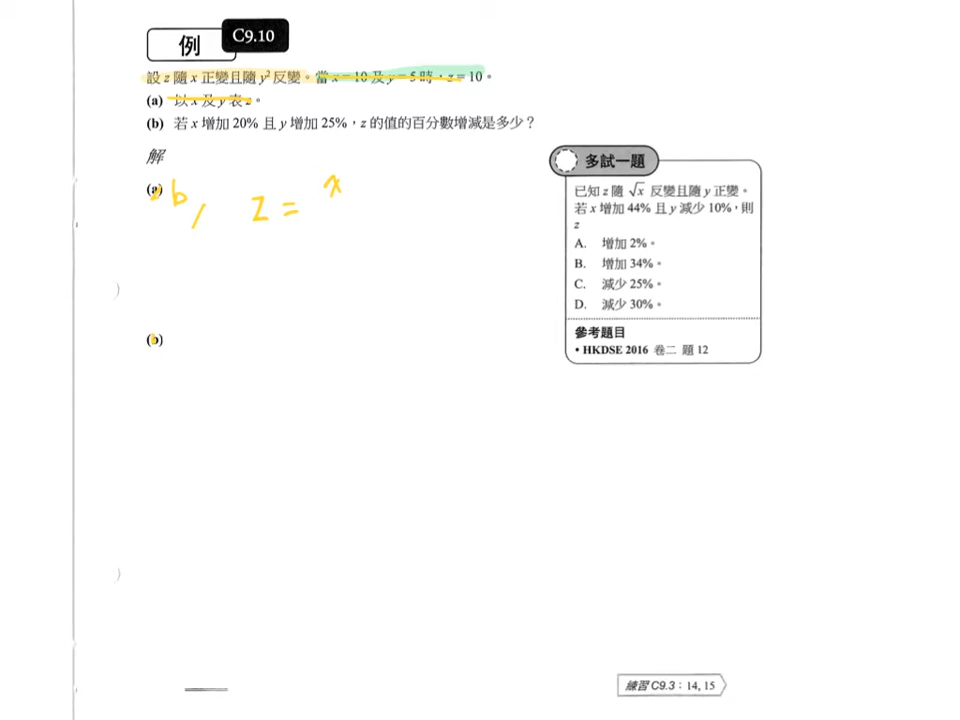 例 C9.10
設 z 隨 x 正變且隨 y² 反變。當 x = 10 及 y = 5 時，z = 10。
(a) 以 x 及 y 表 z。
(b) 若 x 增加 20% 且 y 增加 25%，z 的值的百分數增減是多少？
解
(a) b/ z = x
(b)
多試一題
已知 z 隨 √x 反變且隨 y 正變。
若 x 增加 44% 且 y 減少 10%，則
z
A. 增加 2%。
B. 增加 34%。
C. 減少 25%。
D. 減少 30%。
參考題目
• HKDSE 2016 卷二 題 12
練習 C9.3：14, 15